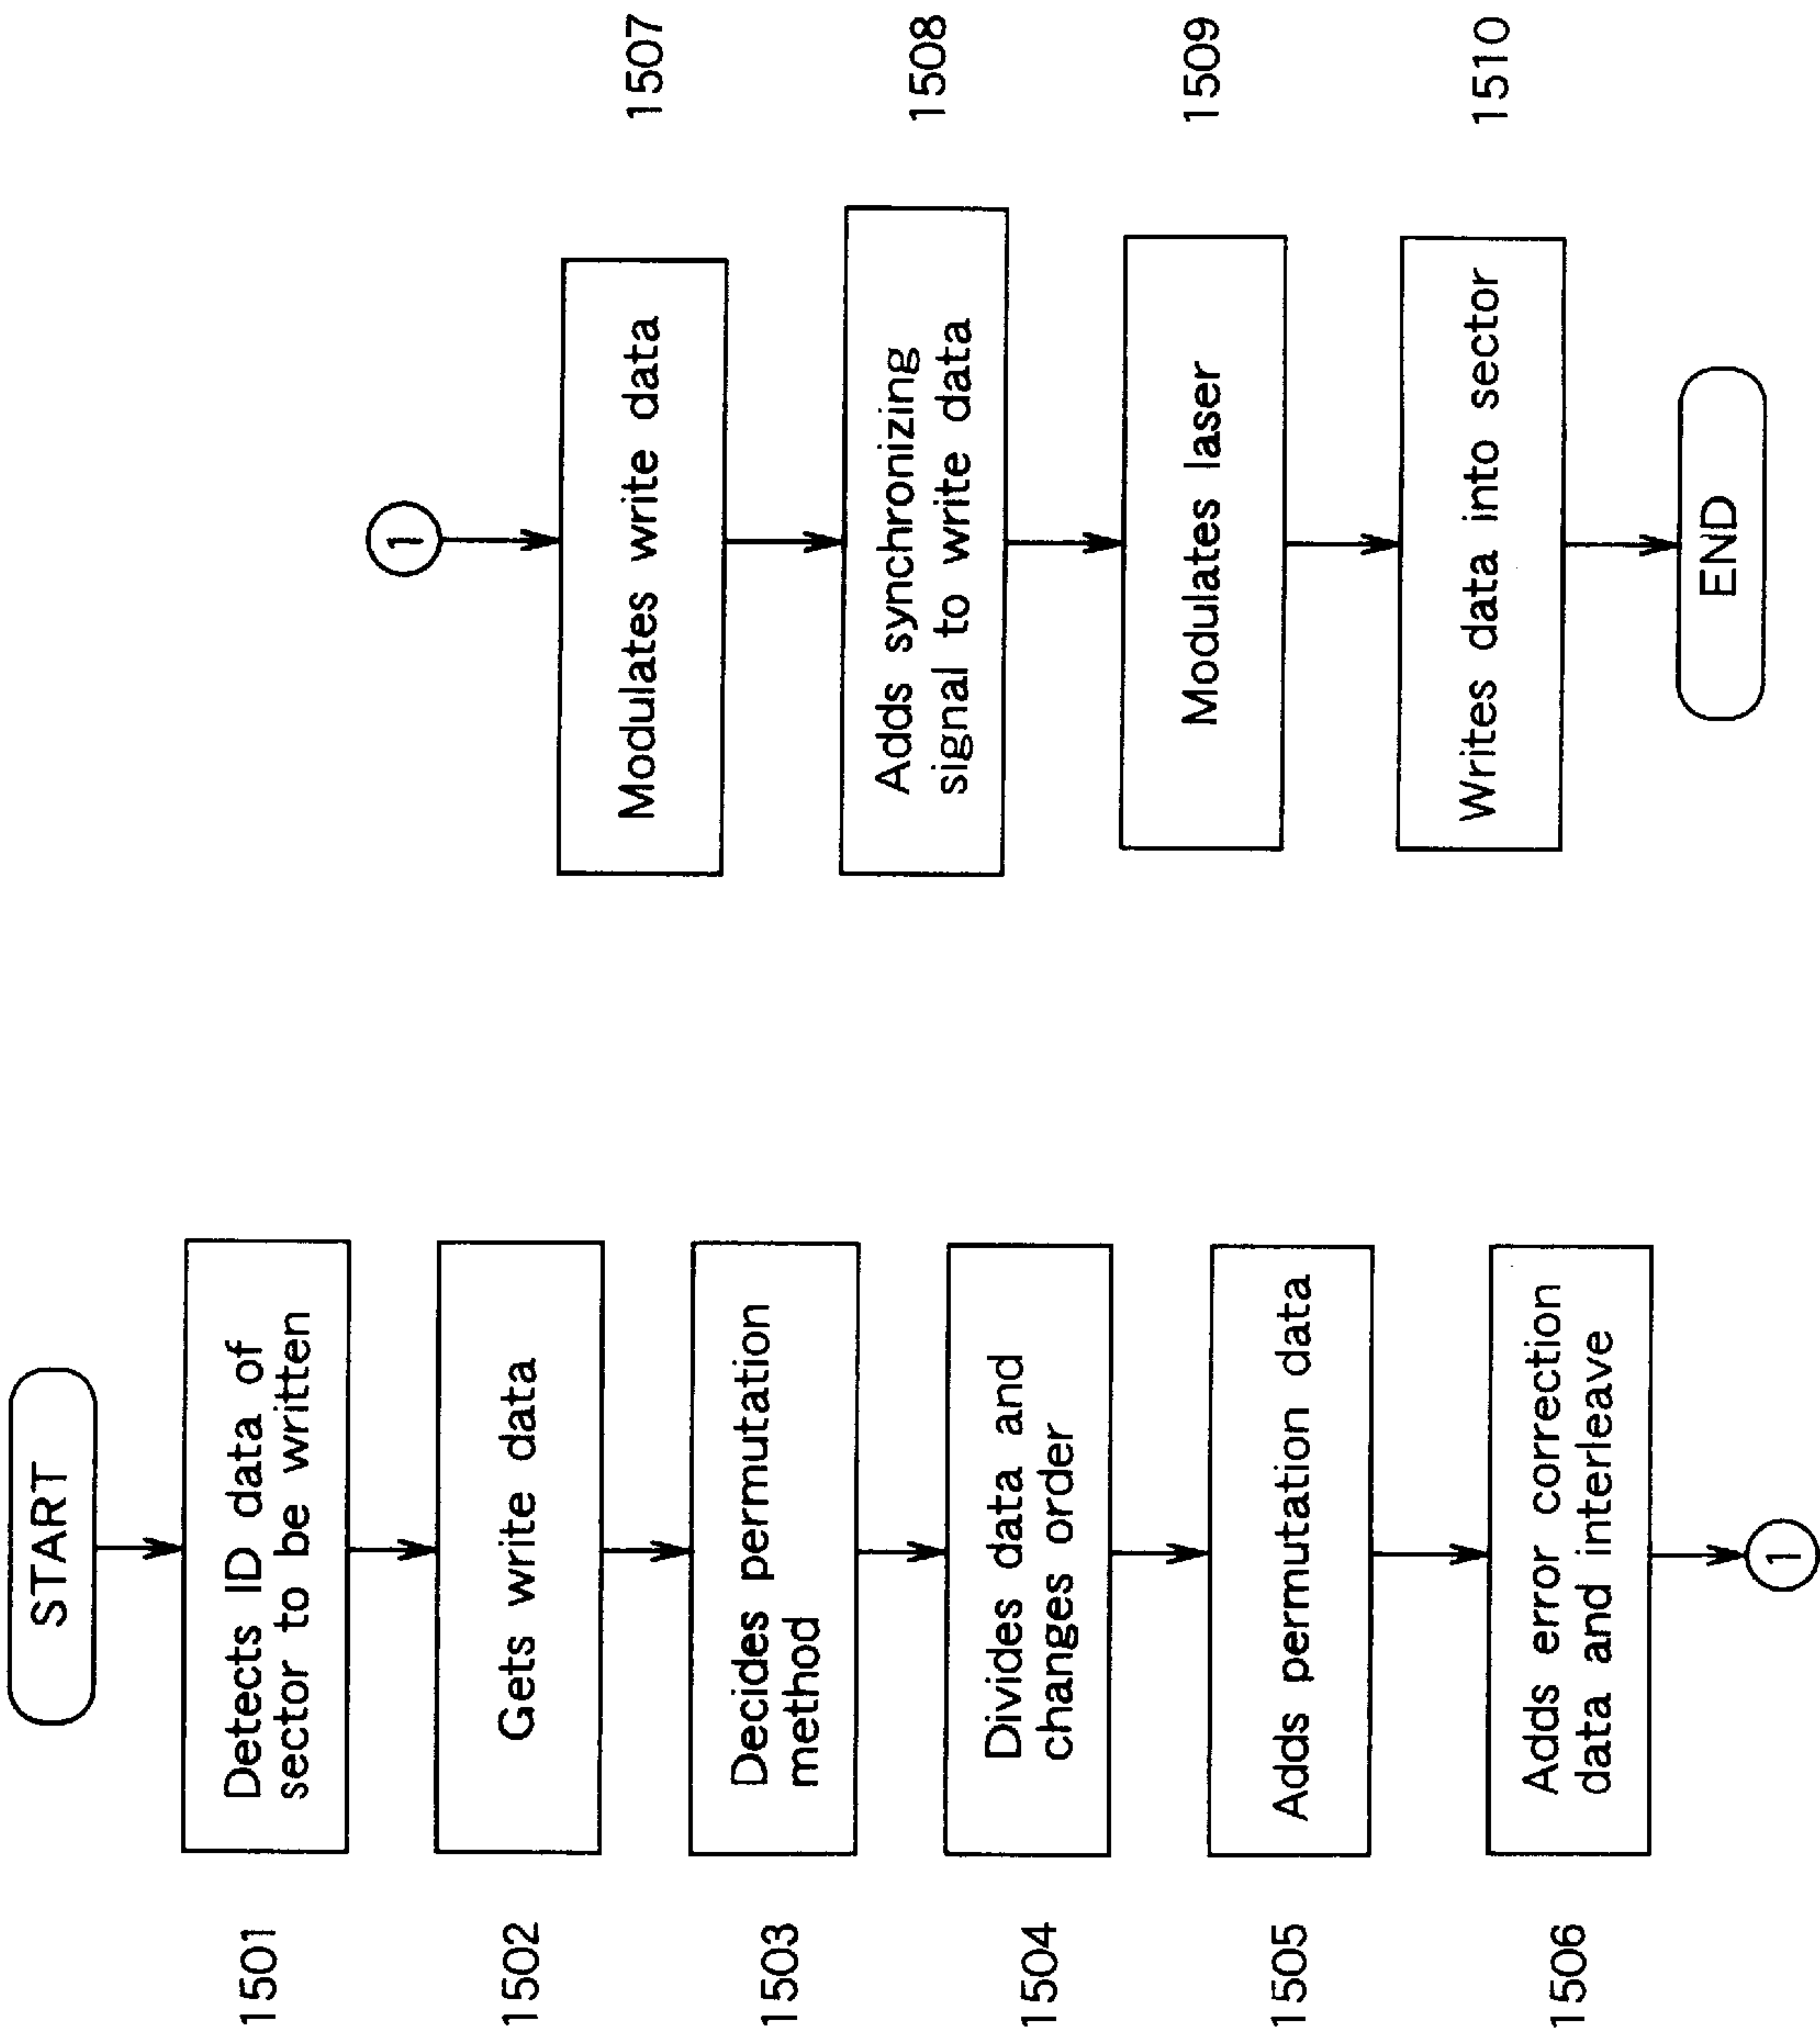 START
1501
Detects ID data of
sector to be written
1502
Gets write data
1503
Decides permutation
method
1504
Divides data and
changes order
1505
Adds permutation data
1506
Adds error correction
data and interleave
1
1
Modulates write data
1507
Adds synchronizing
signal to write data
1508
Modulates laser
1509
Writes data into sector
1510
END